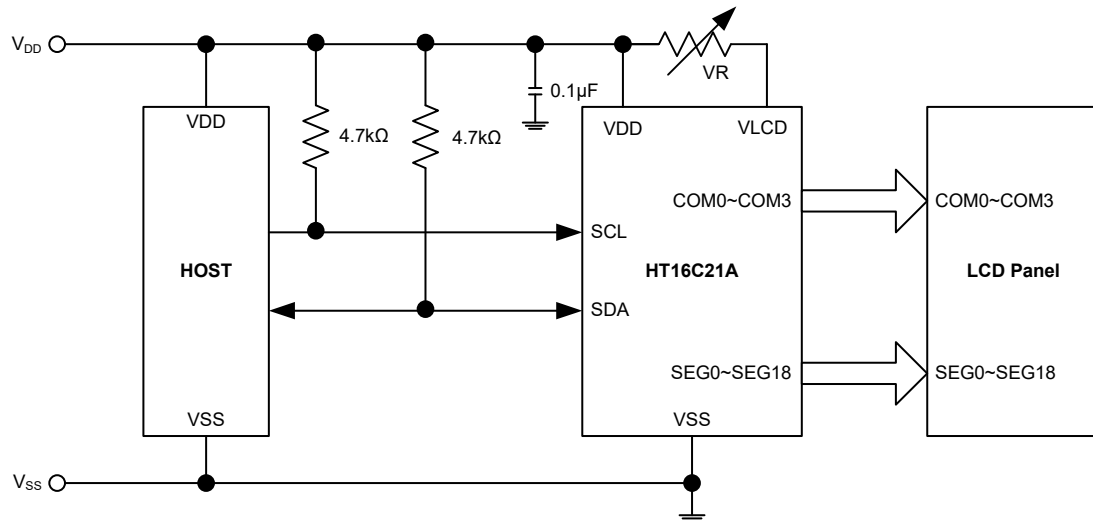 VDD
VR
0.1µF
VDD
4.7kΩ
4.7kΩ
VDD
VLCD
COM0~COM3
COM0~COM3
SCL
HOST
HT16C21A
LCD Panel
SDA
SEG0~SEG18
SEG0~SEG18
VSS
VSS
VSS